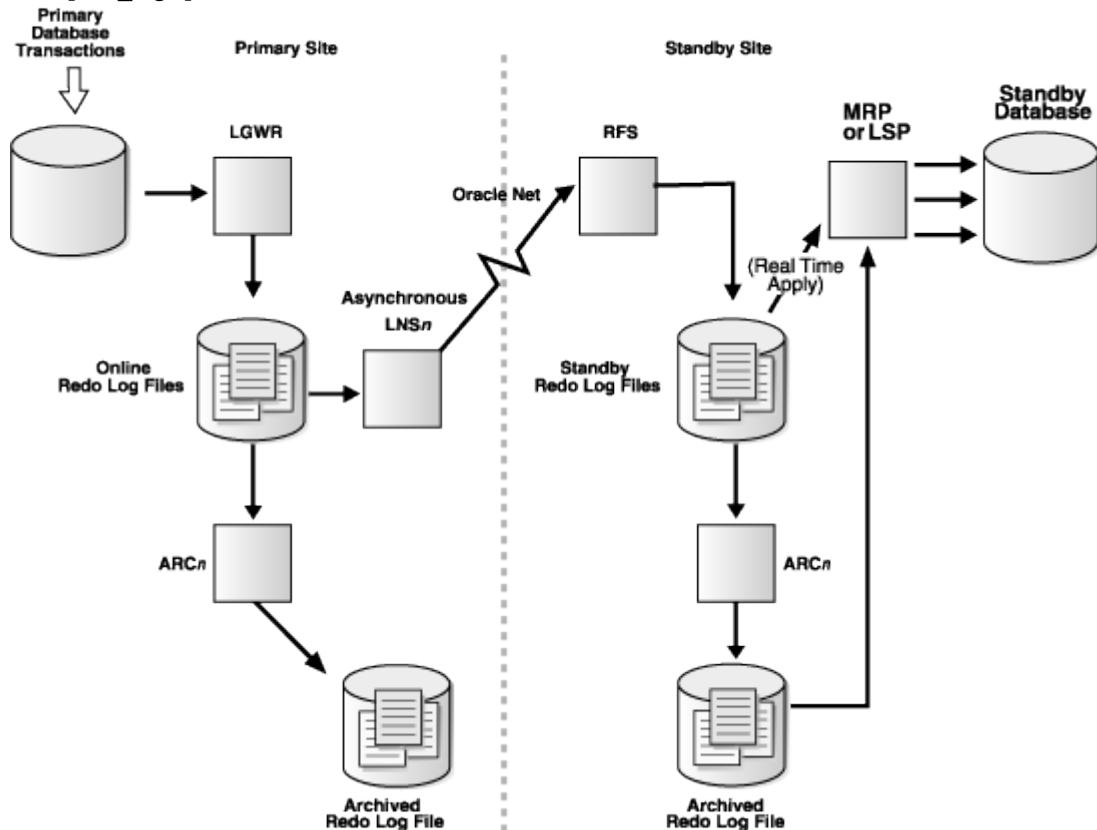 Primary
Database
Transactions
Primary Site
Standby Site
LGWR
RFS
MRP
or LSP
Standby
Database
Oracle Net
(Real Time
Apply)
Asynchronous
LNSn
Online
Redo Log Files
Standby
Redo Log Files
ARCn
ARCn
Archived
Redo Log File
Archived
Redo Log File